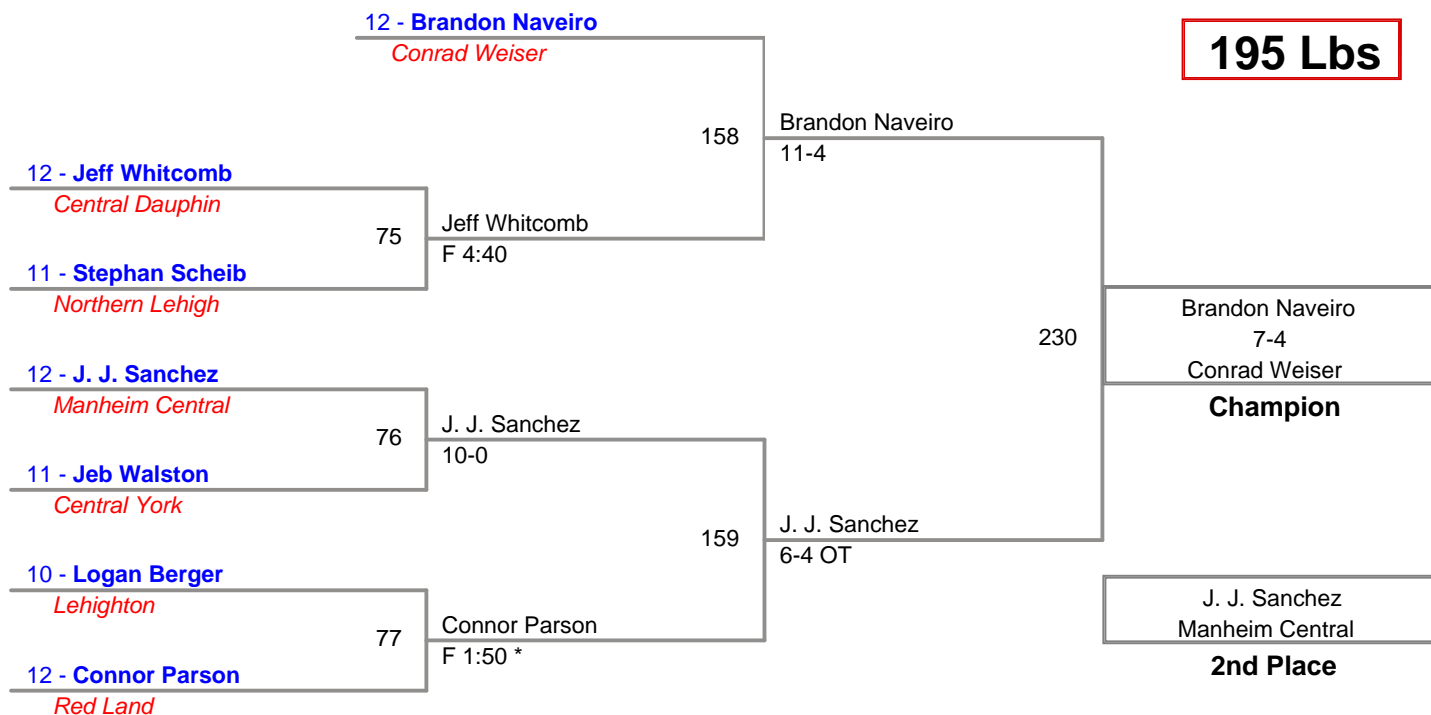 12 - Brandon Naveiro
Conrad Weiser
195 Lbs
158
Brandon Naveiro
11-4
12 - Jeff Whitcomb
Central Dauphin
75
Jeff Whitcomb
F 4:40
11 - Stephan Scheib
Northern Lehigh
230
Brandon Naveiro
7-4
Conrad Weiser
Champion
12 - J. J. Sanchez
Manheim Central
76
J. J. Sanchez
10-0
11 - Jeb Walston
Central York
159
J. J. Sanchez
6-4 OT
10 - Logan Berger
Lehighton
77
Connor Parson
F 1:50 *
12 - Connor Parson
Red Land
J. J. Sanchez
Manheim Central
2nd Place